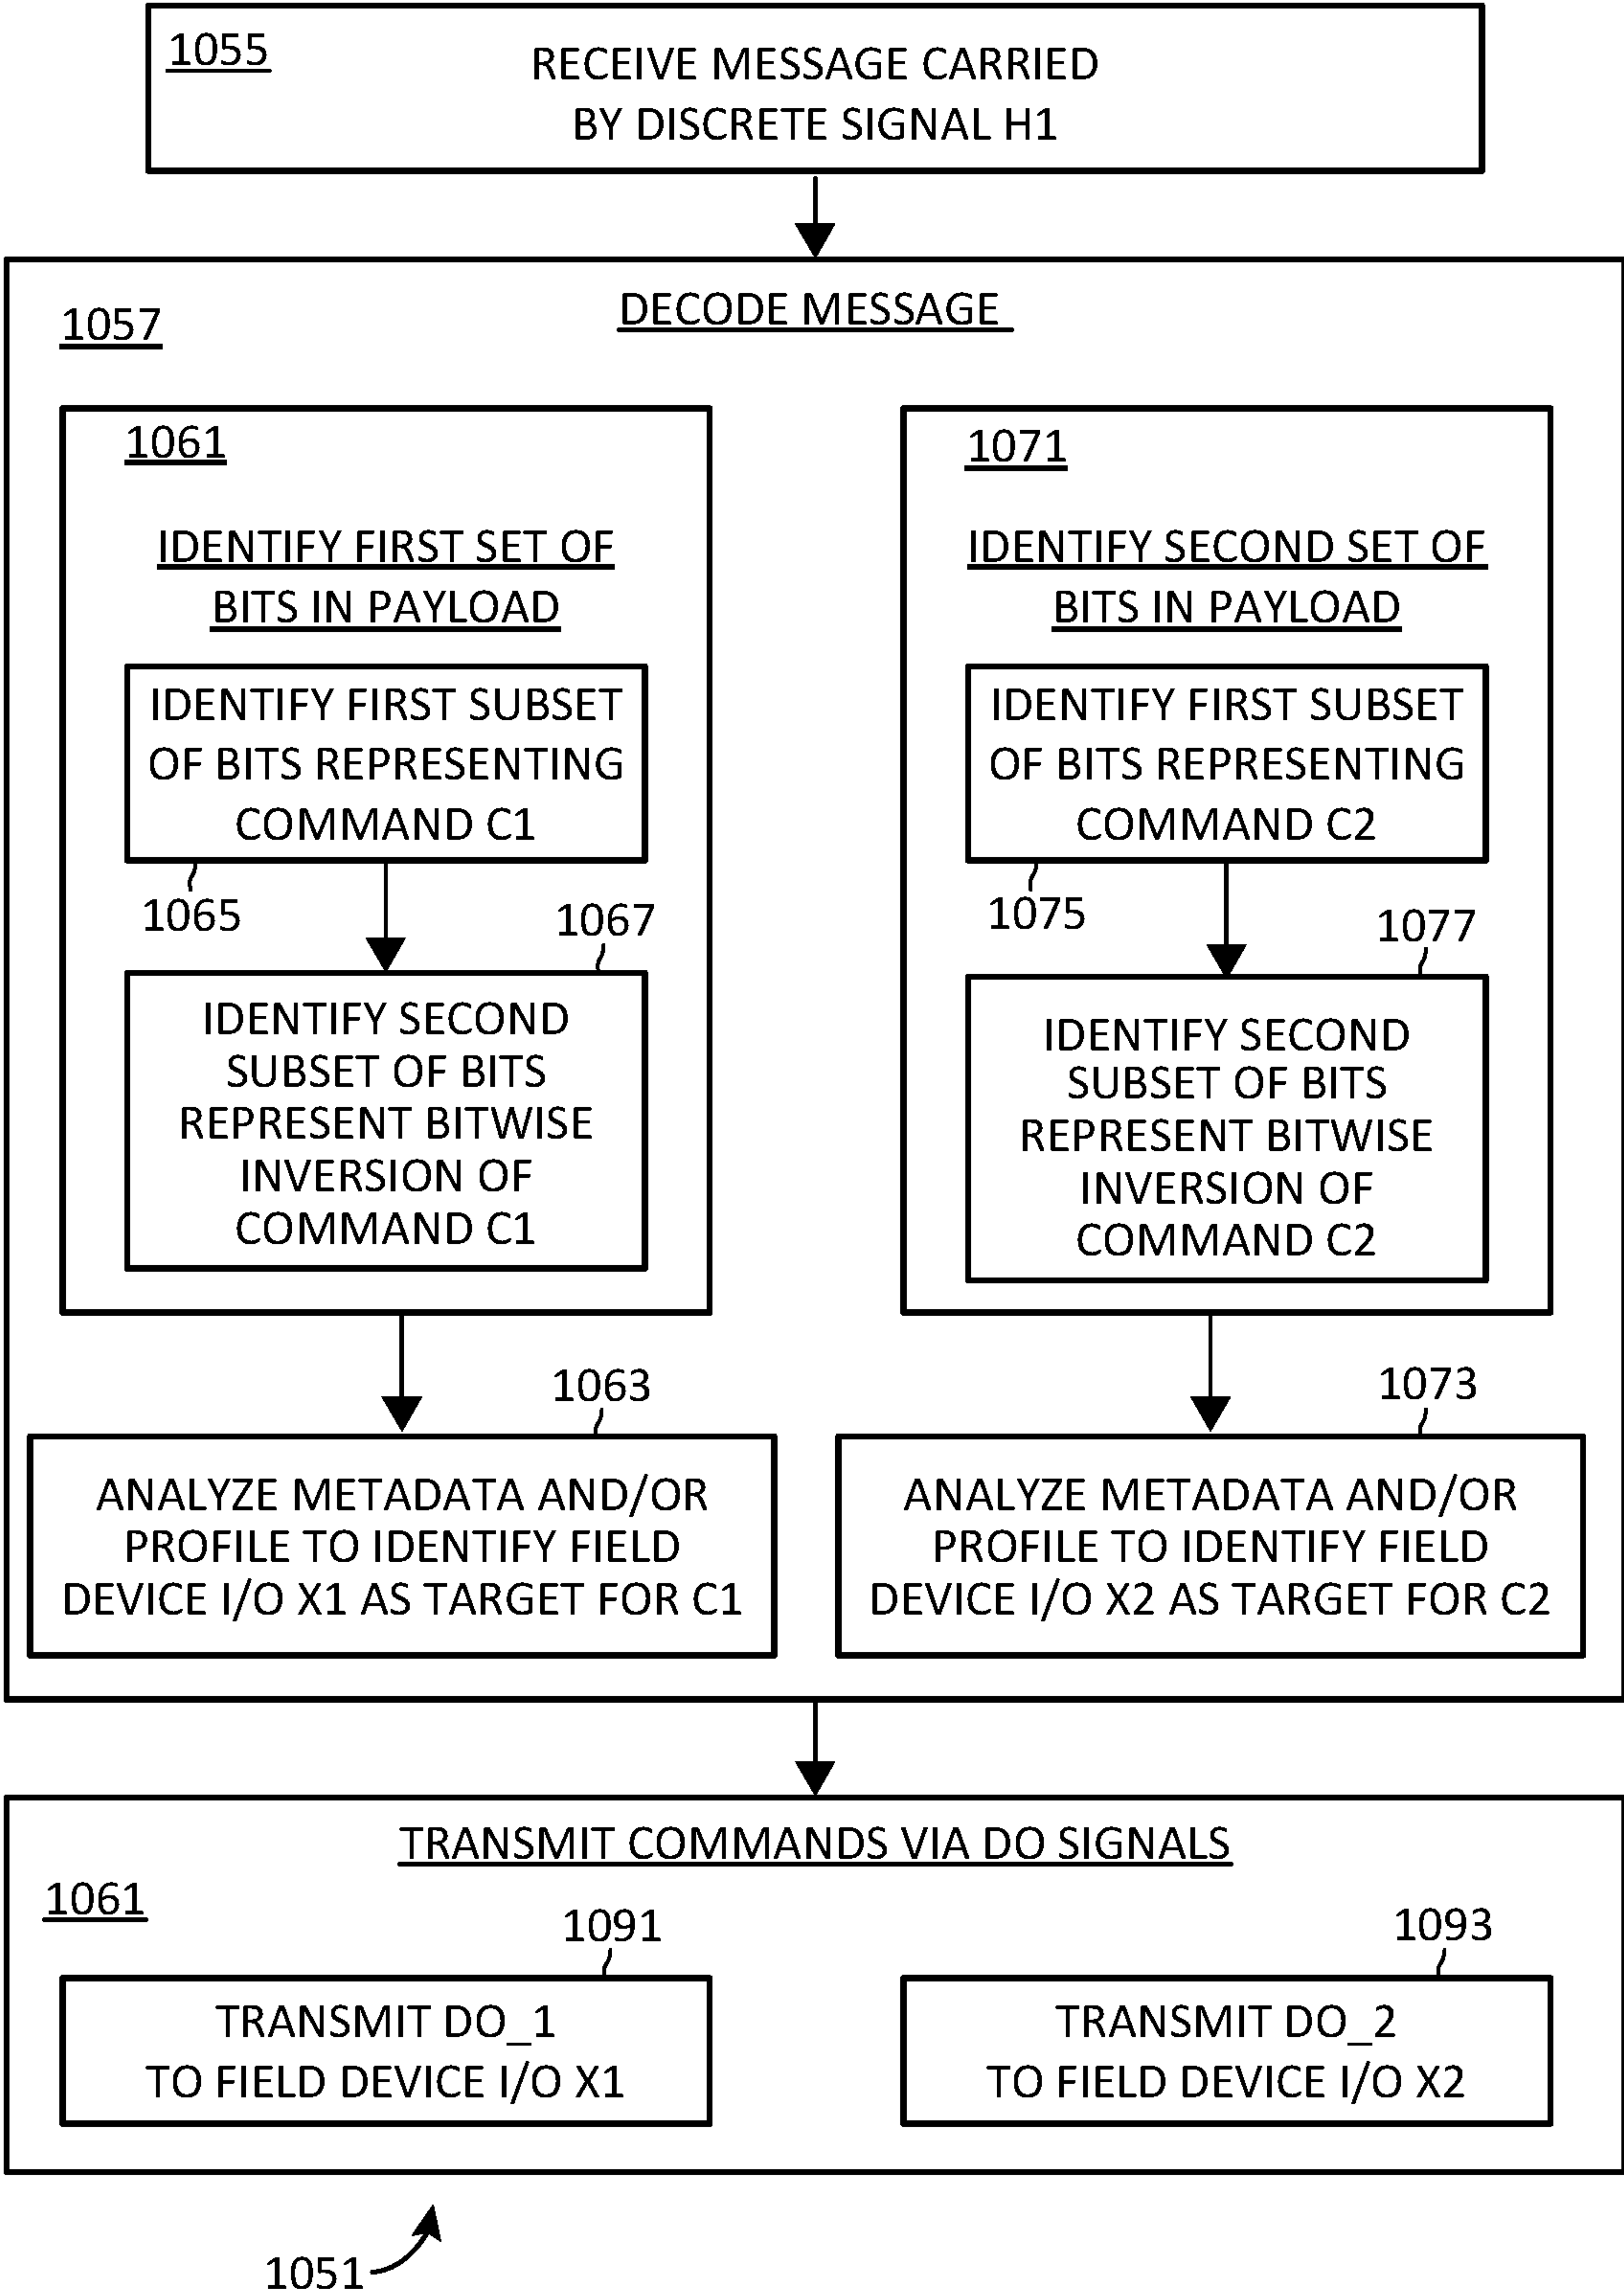 1055
RECEIVE MESSAGE CARRIED
BY DISCRETE SIGNAL H1
DECODE MESSAGE
1057
1061
IDENTIFY FIRST SET OF
BITS IN PAYLOAD
IDENTIFY FIRST SUBSET
OF BITS REPRESENTING
COMMAND C1
1065
1067
IDENTIFY SECOND
SUBSET OF BITS
REPRESENT BITWISE
INVERSION OF
COMMAND C1
1063
ANALYZE METADATA AND/OR
PROFILE TO IDENTIFY FIELD
DEVICE I/O X1 AS TARGET FOR C1
1071
IDENTIFY SECOND SET OF
BITS IN PAYLOAD
IDENTIFY FIRST SUBSET
OF BITS REPRESENTING
COMMAND C2
1075
1077
IDENTIFY SECOND
SUBSET OF BITS
REPRESENT BITWISE
INVERSION OF
COMMAND C2
1073
ANALYZE METADATA AND/OR
PROFILE TO IDENTIFY FIELD
DEVICE I/O X2 AS TARGET FOR C2
TRANSMIT COMMANDS VIA DO SIGNALS
1061
1091
TRANSMIT DO_1
TO FIELD DEVICE I/O X1
1093
TRANSMIT DO_2
TO FIELD DEVICE I/O X2
1051